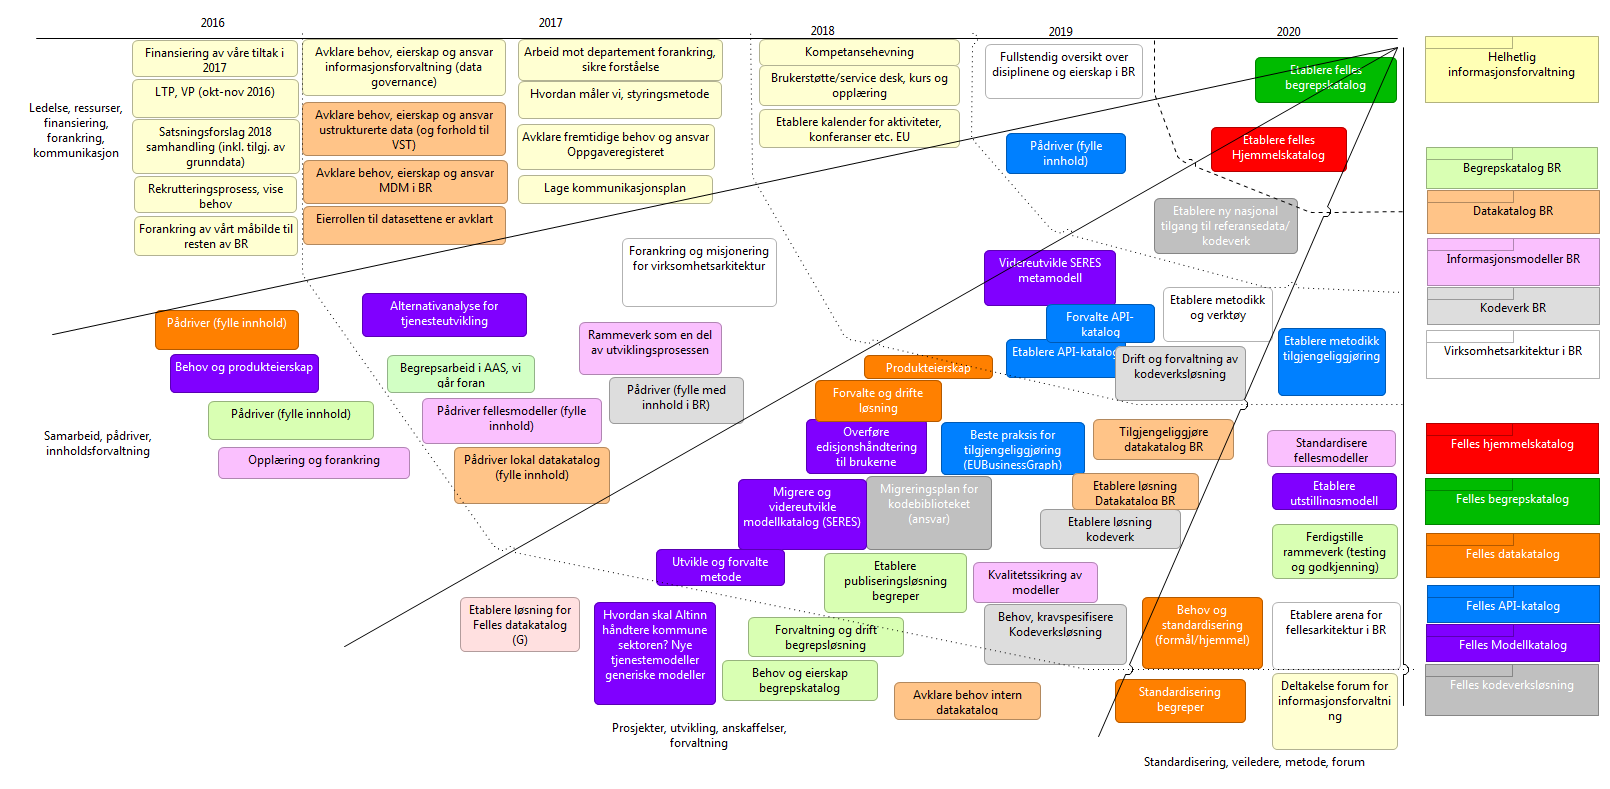 2016
2017
2018
2019
2020
Ledelse, ressurser,
finansiering,
forankring,
kommunikasjon
Finansiering av våre tiltak i
2017
LTP, VP (okt-nov 2016)
Satsningsforslag 2018
samhandling (inkl. tilgj. av
grunndata)
Rekrutteringsprosess, vise
behov
Forankring av vårt måbilde til
resten av BR
Avklare behov, eierskap og ansvar
informasjonsforvaltning (data
governance)
Avklare behov, eierskap og ansvar
ustrukturerte data (og forhold til
VST)
Avklare behov, eierskap og ansvar
MDM i BR
Eierrollen til datasettene er avklart
Arbeid mot departement forankring,
sikre forståelse
Hvordan måler vi, styringsmetode
Avklare fremtidige behov og ansvar
Oppgaveregisteret
Lage kommunikasjonsplan
Kompetansehevning
Brukerstøtte/service desk, kurs og
opplæring
Etablere kalender for aktiviteter,
konferanser etc. EU
Fullstendig oversikt over
disiplinene og eierskap i BR
Pådriver (fylle
innhold)
Etablere felles
begrepskatalog
Etablere felles
Hjemmelskatalog
Etablere ny nasjonal
tilgang til referansedata/
kodeverk
Samarbeid, pådriver,
innholdsforvaltning
Pådriver (fylle innhold)
Behov og produkteierskap
Pådriver (fylle innhold)
Opplæring og forankring
Alternativanalyse for
tjenesteutvikling
Begrepsarbeid i AAS, vi
går foran
Pådriver fellesmodeller (fylle
innhold)
Pådriver lokal datakatalog
(fylle innhold)
Forankring og misjonering
for virksomhetsarkitektur
Rammeverk som en del
av utviklingsprosessen
Pådriver (fylle med
innhold i BR)
Videreutvikle SERES
metamodell
Forvalte API-
katalog
Etablere API-katalog
Etablere metodikk
og verktøy
Drift og forvaltning av
kodeverksløsning
Etablere metodikk
tilgjengeliggjøring
Produkteierskap
Forvalte og drifte
løsning
Overføre
edisjonshåndtering
til brukerne
Beste praksis for
tilgjengeliggjøring
(EUBusinessGraph)
Tilgjengeliggjøre
datakatalog BR
Migrere og
videreutvikle
modellkatalog (SERES)
Migreringsplan for
kodebiblioteket
(ansvar)
Etablere løsning
Datakatalog BR
Etablere løsning
kodeverk
Utvikle og forvalte
metode
Etablere
publiseringsløsning
begreper
Kvalitetssikring av
modeller
Etablere løsning for
Felles datakatalog
(G)
Hvordan skal Altinn
håndtere kommune
sektoren? Nye
tjenestemodeller
generiske modeller
Forvaltning og drift
begrepsløsning
Behov, kravspesifisere
Kodeverksløsning
Behov og eierskap
begrepskatalog
Avklare behov intern
datakatalog
Prosjekter, utvikling, anskaffelser,
forvaltning
Standardisere
fellesmodeller
Etablere
utstillingsmodell
Ferdigstille
rammeverk (testing
og godkjenning)
Behov og
standardisering
(formål/hjemmel)
Etablere arena for
fellesarkitektur i BR
Standardisering
begreper
Deltakelse forum for
informasjonsforvaltni
ng
Standardisering, veiledere, metode, forum
Helhetlig
informasjonsforvaltning
Begrepskatalog BR
Datakatalog BR
Informasjonsmodeller BR
Kodeverk BR
Virksomhetsarkitektur i BR
Felles hjemmelskatalog
Felles begrepskatalog
Felles datakatalog
Felles API-katalog
Felles Modellkatalog
Felles kodeverksløsning